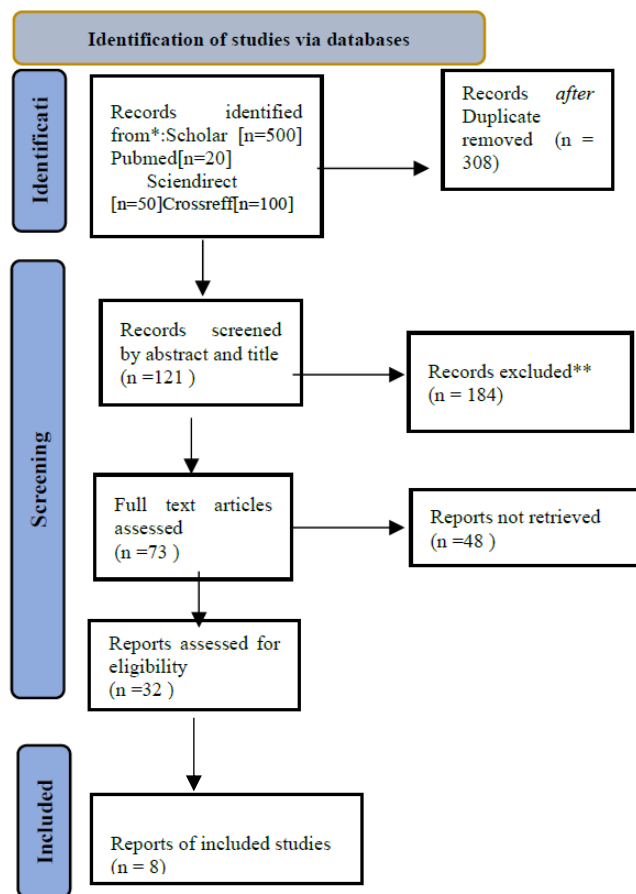 Identification of studies via databases
Identificati
Records identified
from*:Scholar [n=500]
Pubmed[n=20]
Sciendirect
[n=50]Crossreff[n=100]
Records after
Duplicate
removed (n =
308)
Screening
Records screened
by abstract and title
(n =121 )
Records excluded**
(n = 184)
Full text articles
assessed
(n =73 )
Reports not retrieved
(n =48 )
Reports assessed for
eligibility
(n =32 )
Included
Reports of included studies
(n = 8)